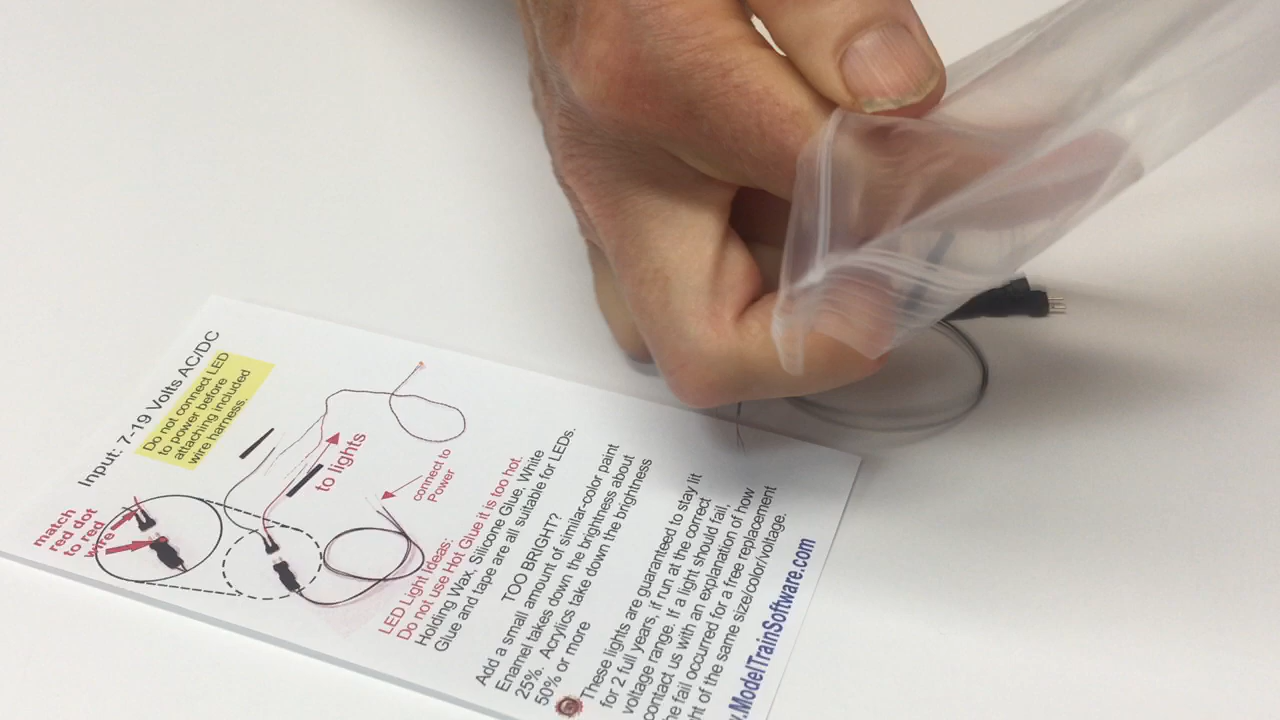 Input: 7-19 Volts AC/DC
Do not connect LED
to power before
attaching included
wire harness.
match
red dot
to red
wire
to lights
connect to
Power
LED Light Ideas:
Do not use Hot Glue it is too hot.
Holding Wax, Silicone Glue, White
Glue and tape are all suitable for LEDs.
TOO BRIGHT?
Add a small amount of similar-color paint
Enamel takes down the brightness about
25%. Acrylics take down the brightness
50% or more
These lights are guaranteed to stay lit
for 2 full years, if run at the correct
voltage range. If a light should fail,
contact us with an explanation of how
fail occurred for a free replacement
of the same size/color/voltage.
.ModelTrainSoftware.com